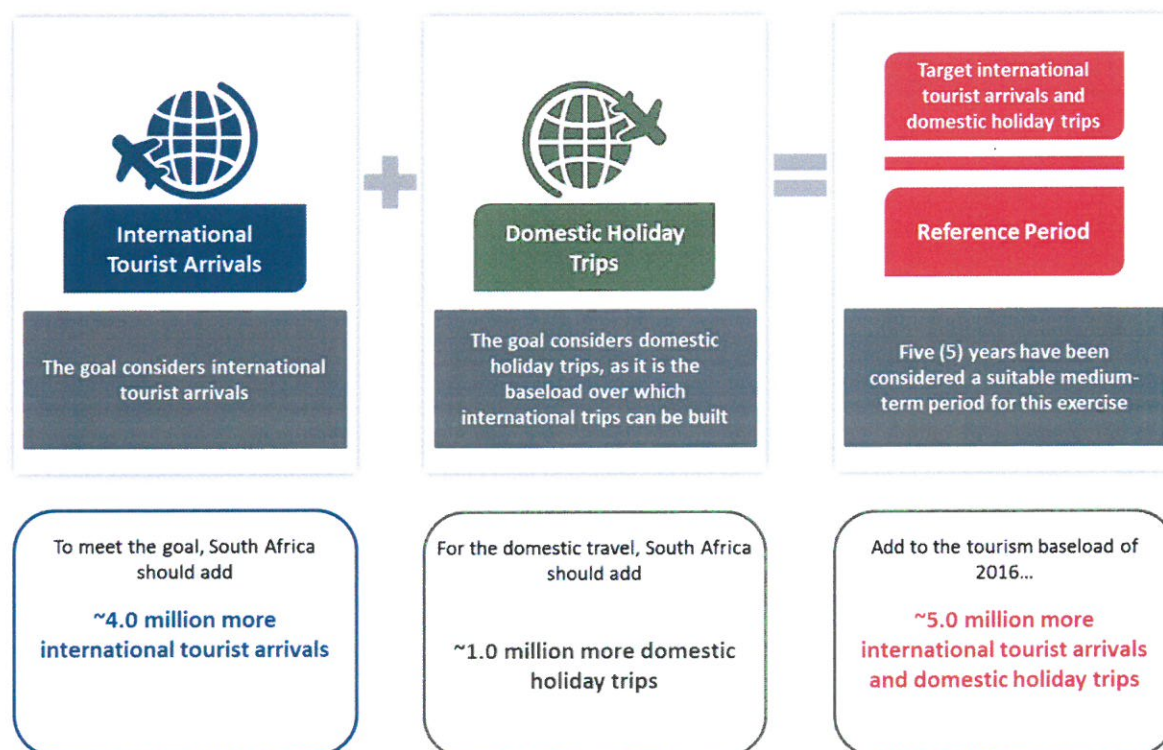 International
Tourist Arrivals
The goal considers international
tourist arrivals
Domestic Holiday
Trips
The goal considers domestic
holiday trips, as it is the
baseload over which
international trips can be built
Target international
tourist arrivals and
domestic holiday trips
Reference Period
Five (5) years have been
considered a suitable medium-
term period for this exercise
To meet the goal, South Africa
should add
~4.0 million more
international tourist arrivals
For the domestic travel, South Africa
should add
~1.0 million more domestic
holiday trips
Add to the tourism baseload of
2016...
~5.0 million more
international tourist arrivals
and domestic holiday trips